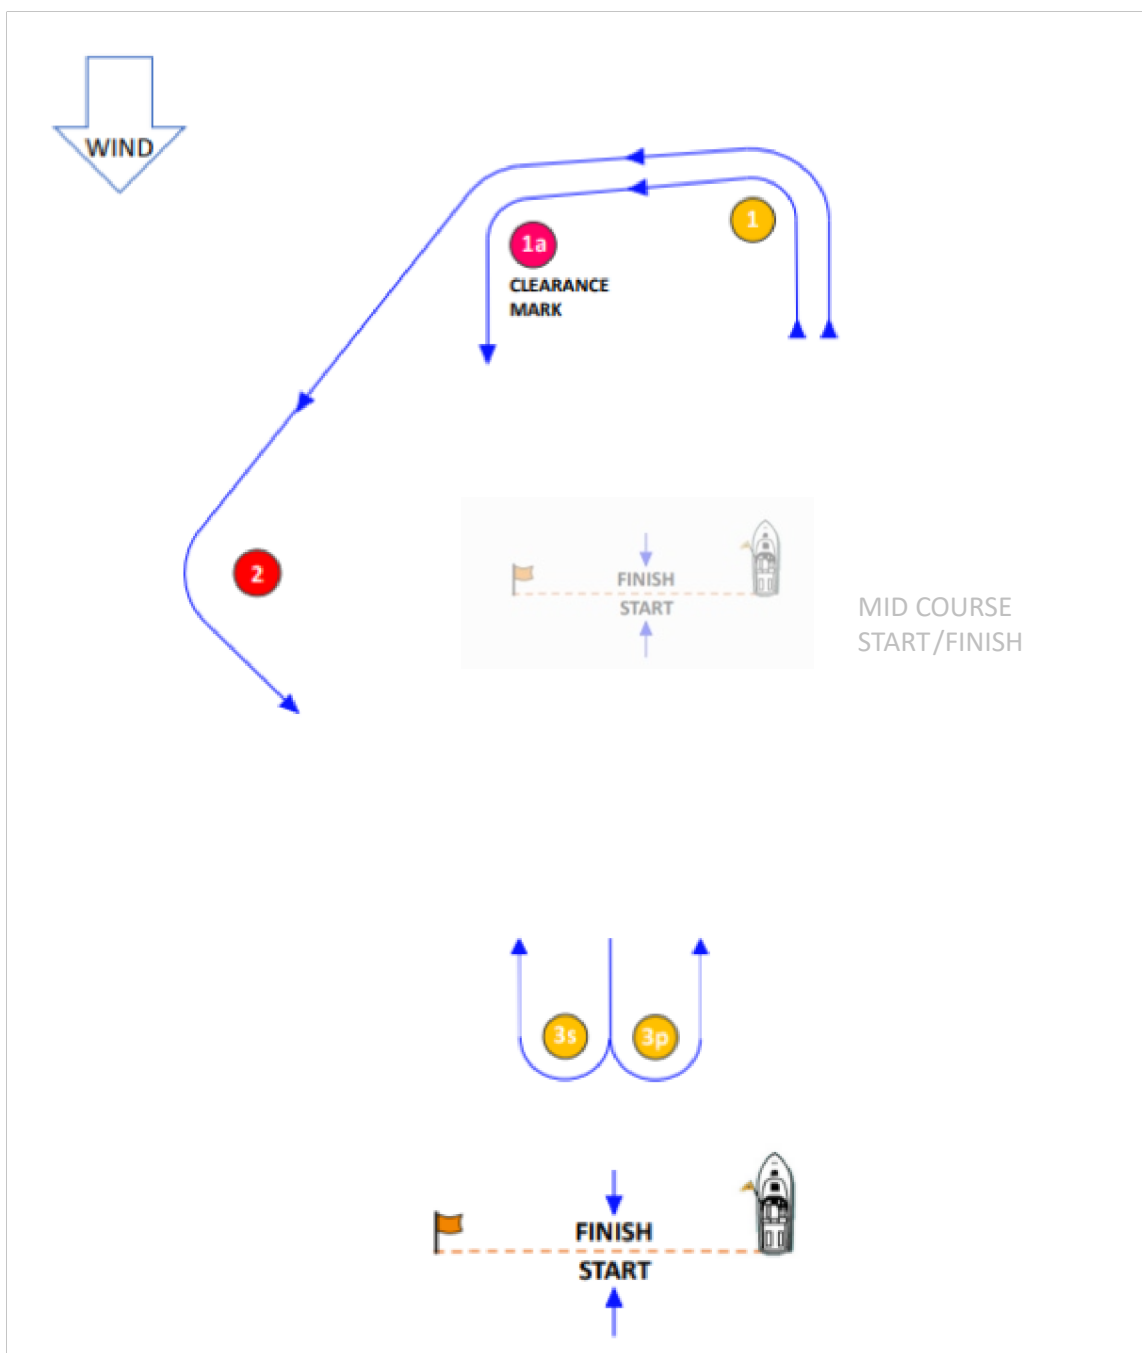 WIND
1
1a
CLEARANCE
MARK
2
FINISH
START
MID COURSE
START/FINISH
3s
3p
FINISH
START